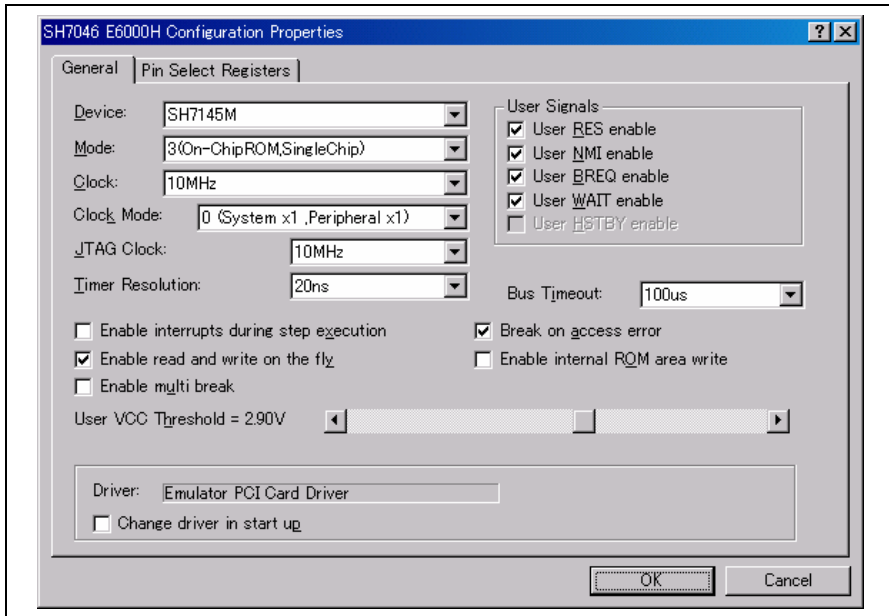 SH7046 E6000H Configuration Properties
General
Pin Select Registers
Device: SH7145M
Mode: 3(On-ChipROM,SingleChip)
Clock: 10MHz
Clock Mode: 0 (System x1 ,Peripheral x1)
JTAG Clock: 10MHz
Timer Resolution: 20ns
User Signals
User RES enable
User NMI enable
User BREQ enable
User WAIT enable
User HSTBY enable
Bus Timeout: 100us
Enable interrupts during step execution
Break on access error
Enable read and write on the fly
Enable internal ROM area write
Enable multi break
User VCC Threshold = 2.90V
Driver: Emulator PCI Card Driver
Change driver in start up
OK
Cancel